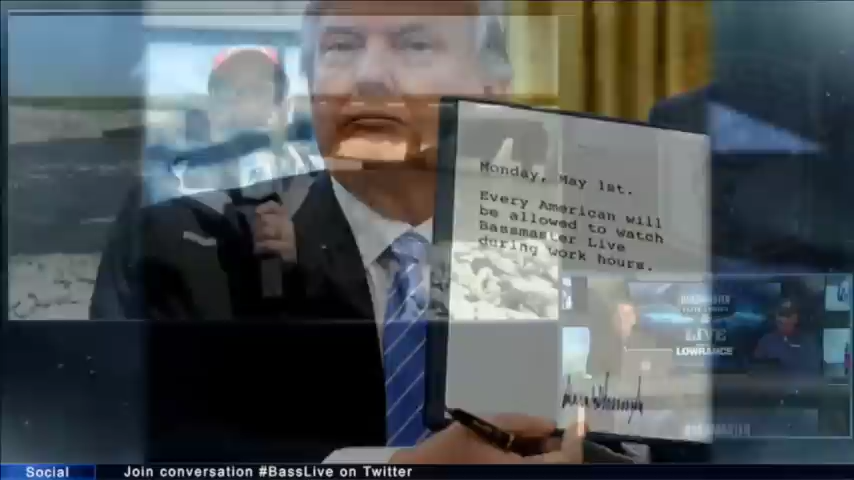 Monday, May 1st.
Every American will
be allowed to watch
Bassmaster Live
during work hours.
LIVE
LOWRANCE
Social
Join conversation #BassLive on Twitter